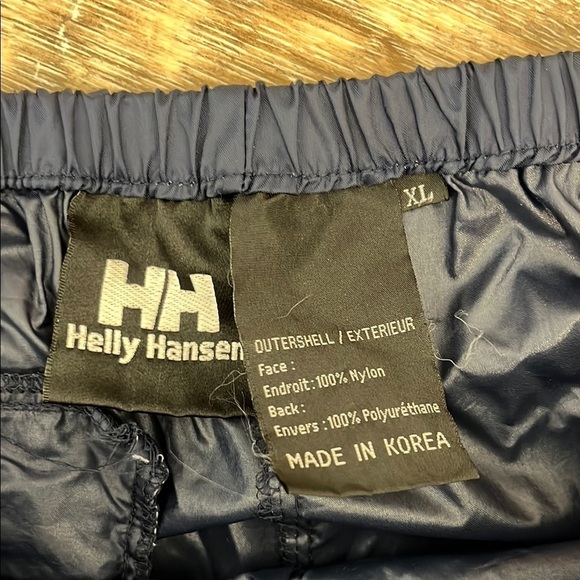 HH
Helly Hansen
XL
OUTERSHELL / EXTERIEUR
Face :
Endroit:100% Nylon
Back:
Envers :100% Polyuréthane
MADE IN KOREA